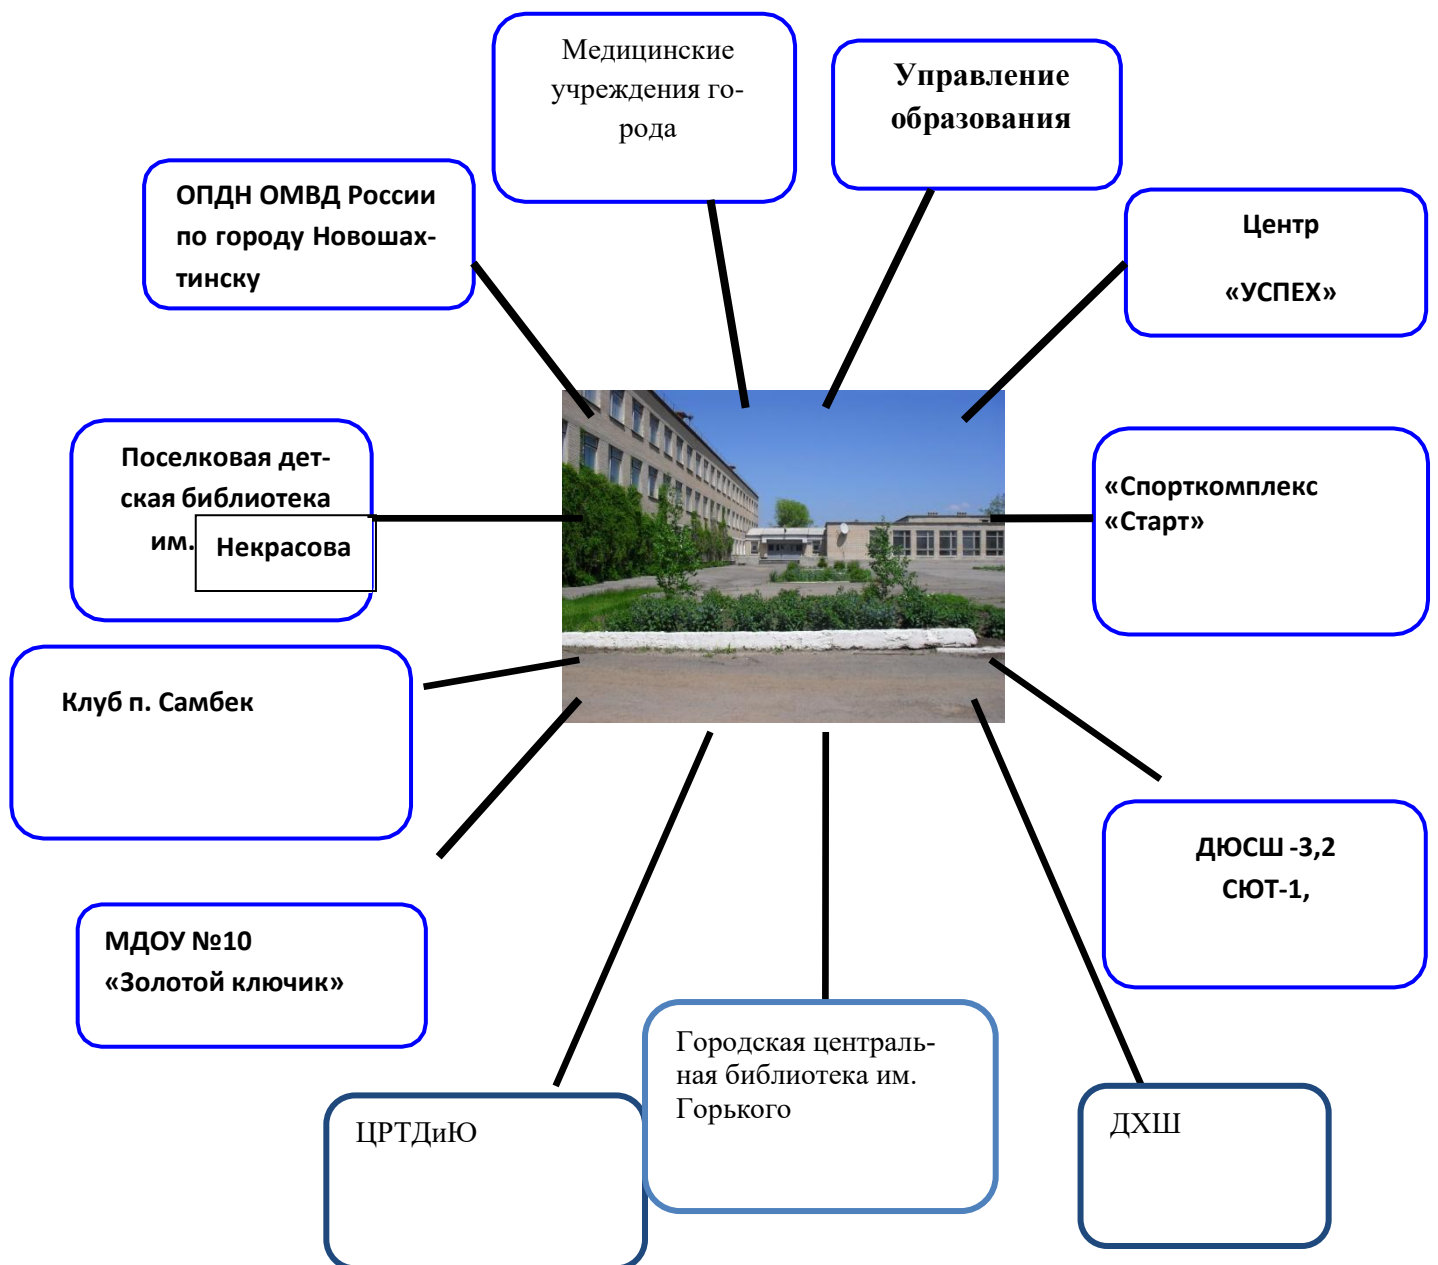 Медицинские
учреждения го-
рода
Управление
образования
ОПДН ОМВД России
по городу Новошах-
тинску
Центр
«УСПЕХ»
Поселковая дет-
ская библиотека
им. Некрасова
«Спорткомплекс
«Старт»
Клуб п. Самбек
ДЮСШ -3,2
СЮТ-1,
МДОУ №10
«Золотой ключик»
Городская централь-
ная библиотека им.
Горького
ЦРТДиЮ
ДХШ